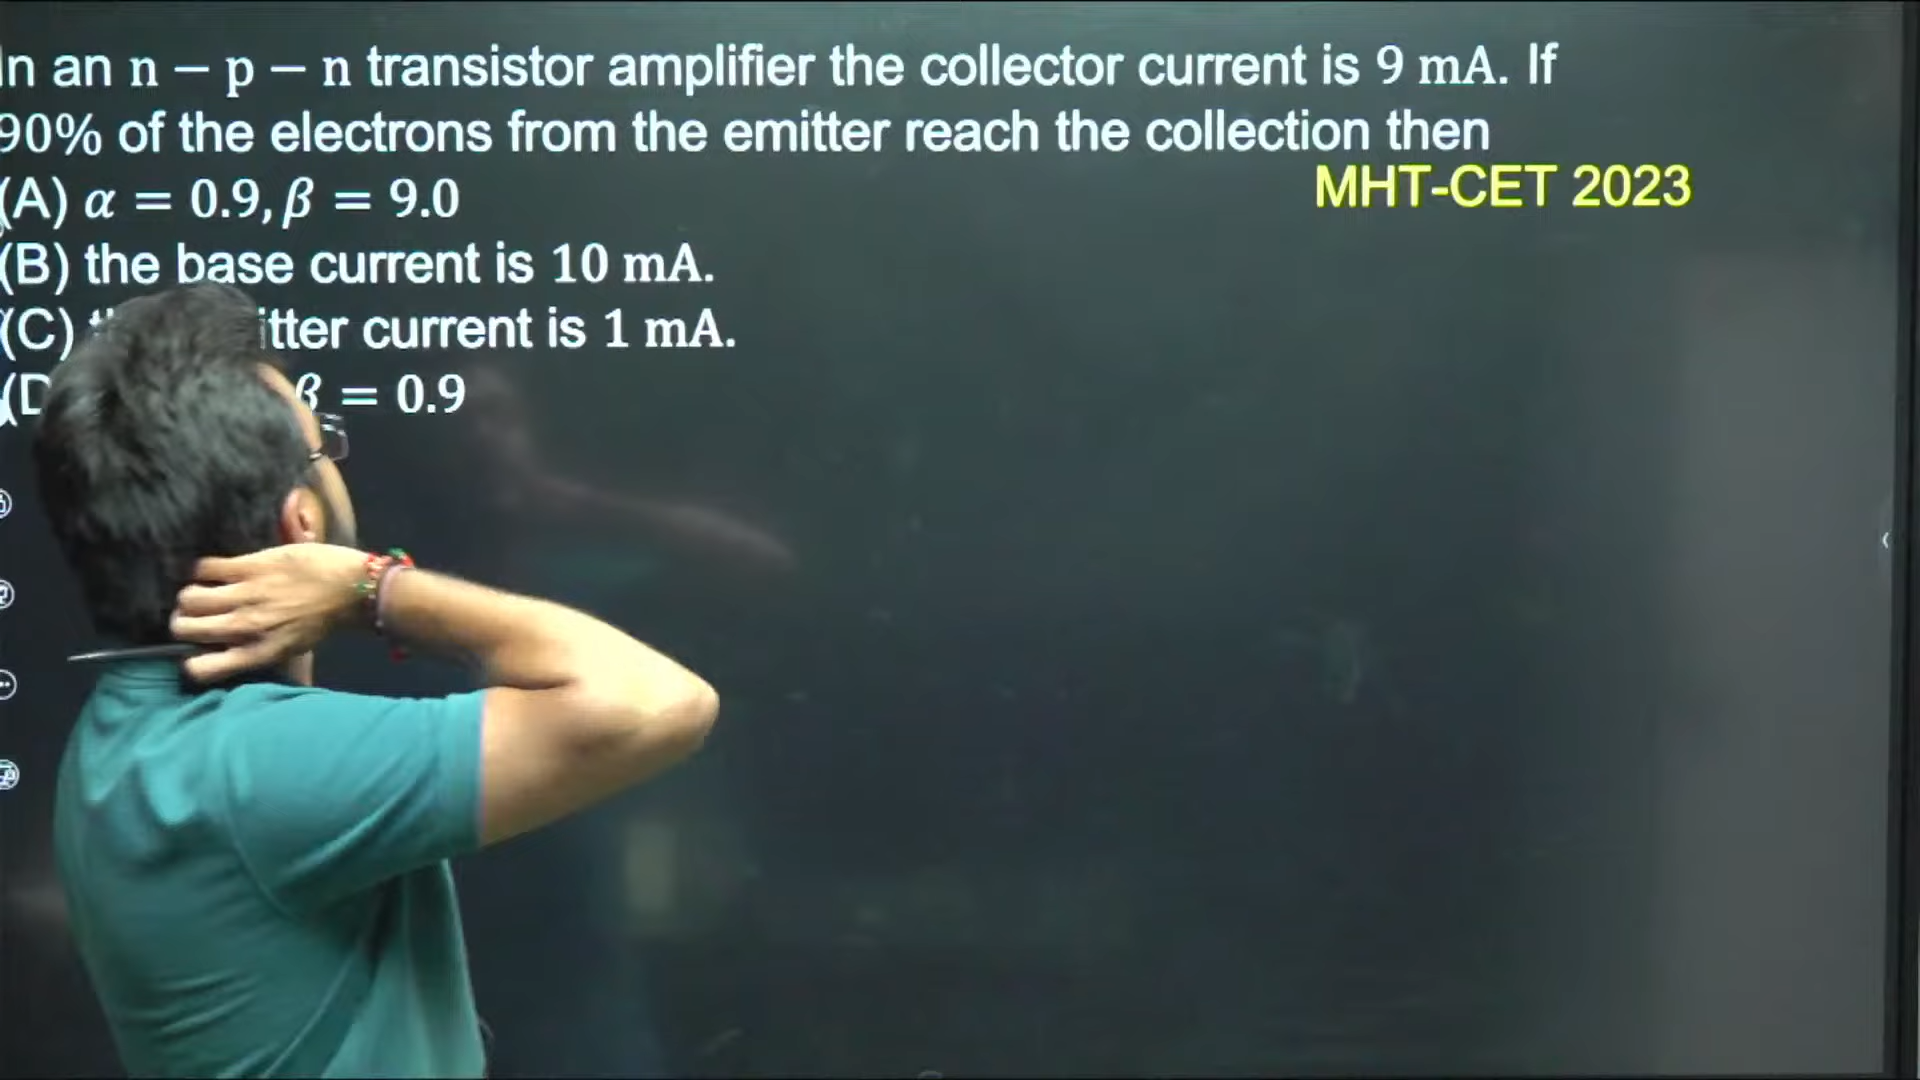 In an n − p − n transistor amplifier the collector current is 9 mA. If
90% of the electrons from the emitter reach the collection then
MHT-CET 2023
(A) α = 0.9, β = 9.0
(B) the base current is 10 mA.
(C) current is 1 mA.
(D β = 0.9